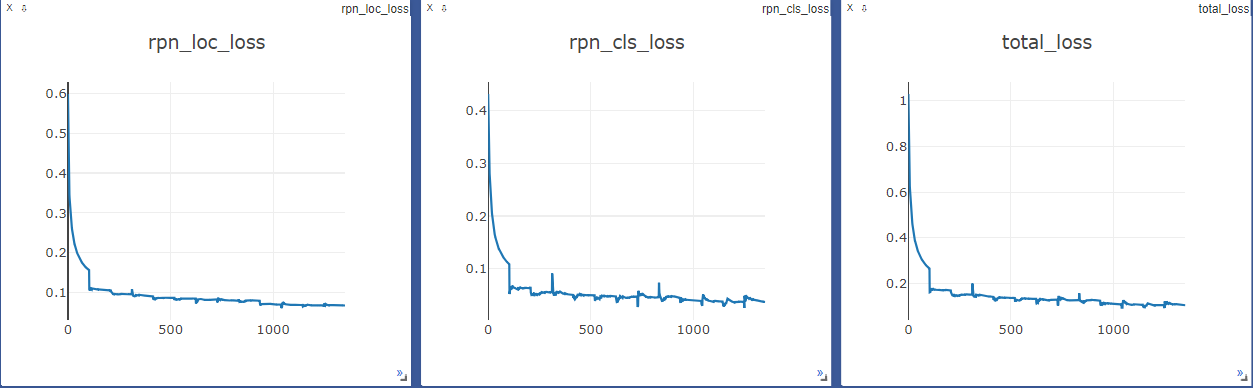 X ⇩ rpn_loc_loss
rpn_loc_loss
0.6
0.5
0.4
0.3
0.2
0.1
0 500 1000
»
X ⇩ rpn_cls_loss
rpn_cls_loss
0.4
0.3
0.2
0.1
0 500 1000
»
X ⇩ total_loss
total_loss
1
0.8
0.6
0.4
0.2
0 500 1000
»